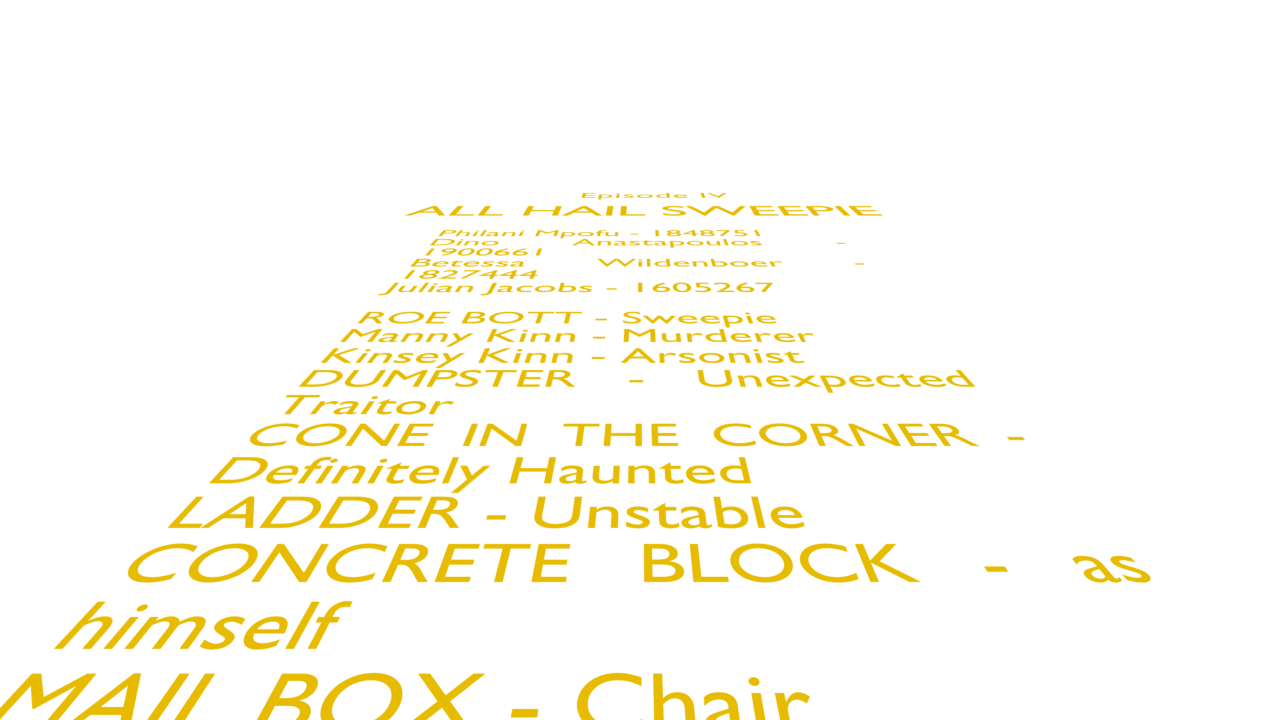 Episode IV
ALL HAIL SWEEPIE
Philani Mpofu - 1848751
Dino Anastapoulos -
1900661
Betessa Wildenboer -
1827444
Julian Jacobs - 1605267
ROE BOTT - Sweepie
Manny Kinn - Murderer
Kinsey Kinn - Arsonist
DUMPSTER - Unexpected
Traitor
CONE IN THE CORNER -
Definitely Haunted
LADDER - Unstable
CONCRETE BLOCK - as
himself
MAIL BOX - Chair